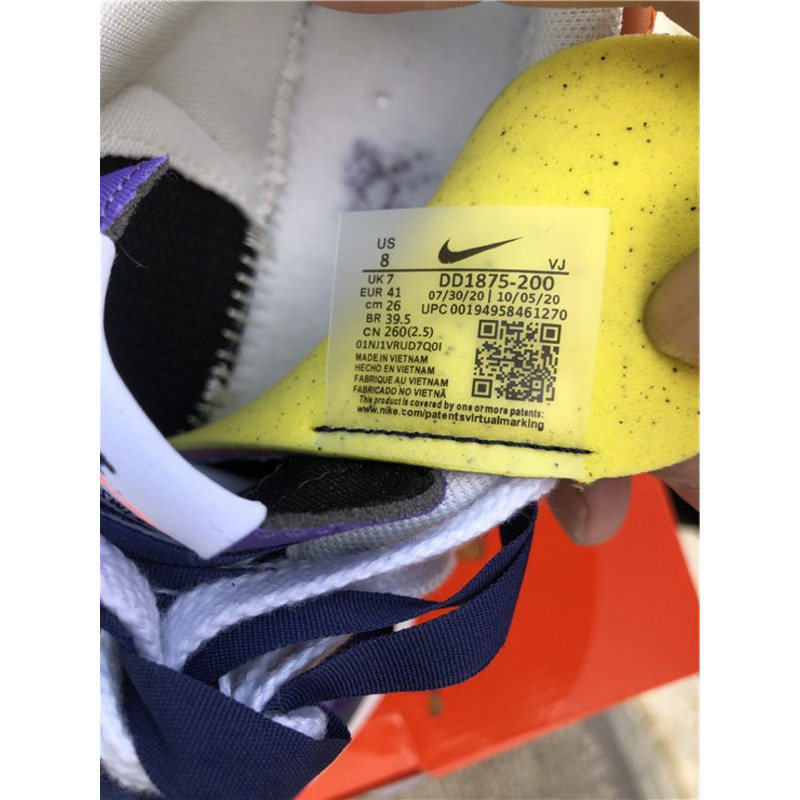 US
8
VJ
UK 7
DD1875-200
EUR 41
07/30/20 | 10/05/20
cm 26
UPC 00194958461270
BR 39.5
CN 260(2.5)
01NJ1VRUD7Q0I
MADE IN VIETNAM
HECHO EN VIETNAM
FABRIQUE AU VIETNAM
FABRICADO NO VIETNÃ
This product is covered by one or more patents:
www.nike.com/patentsvirtualmarking